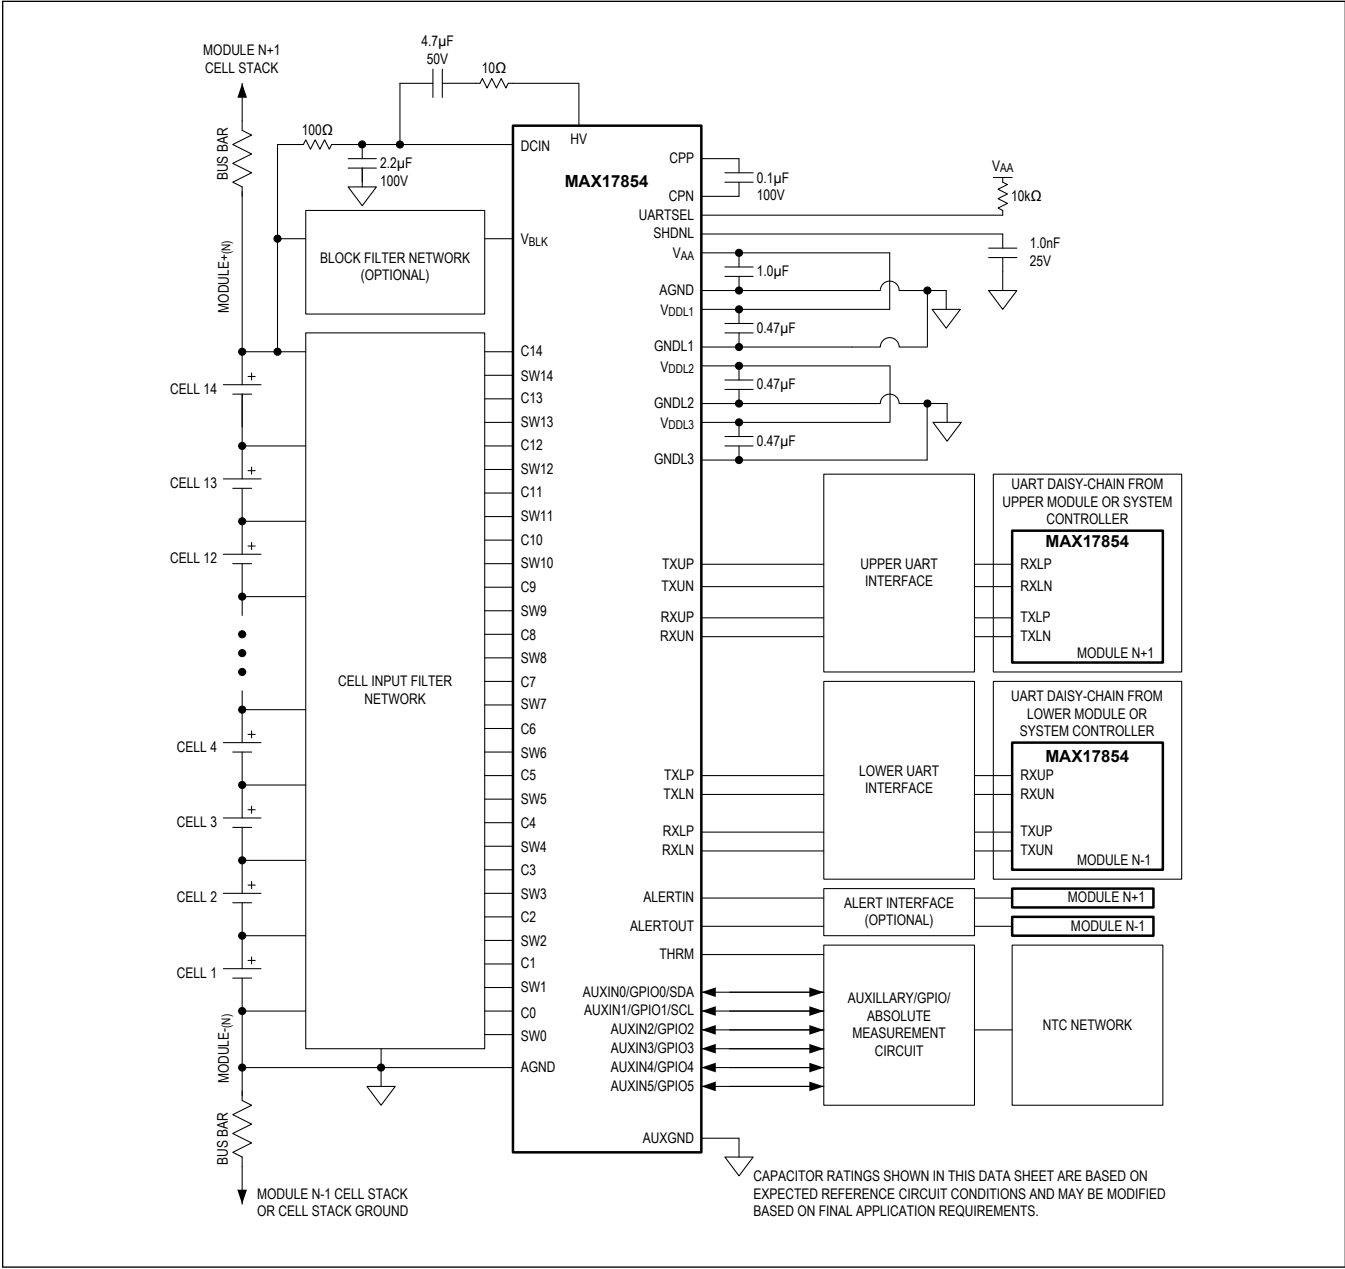 MODULE N+1
CELL STACK
4.7µF
50V
10Ω
BUS BAR
100Ω
2.2µF
100V
MODULE+(N)
BLOCK FILTER NETWORK
(OPTIONAL)
CELL 14
+
CELL 13
+
CELL 12
+
CELL 4
+
CELL 3
+
CELL 2
+
CELL 1
+
MODULE-(N)
BUS BAR
MODULE N-1 CELL STACK
OR CELL STACK GROUND
CELL INPUT FILTER
NETWORK
HV
MAX17854
DCIN
VBLK
C14
SW14
C13
SW13
C12
SW12
C11
SW11
C10
SW10
C9
SW9
C8
SW8
C7
SW7
C6
SW6
C5
SW5
C4
SW4
C3
SW3
C2
SW2
C1
SW1
C0
SW0
AGND
CPP
CPN
UARTSEL
SHDNL
VAA
AGND
VDDL1
GNDL1
VDDL2
GNDL2
VDDL3
GNDL3
TXUP
TXUN
RXUP
RXUN
TXLP
TXLN
RXLP
RXLN
ALERTIN
ALERTOUT
THRM
AUXIN0/GPIO0/SDA
AUXIN1/GPIO1/SCL
AUXIN2/GPIO2
AUXIN3/GPIO3
AUXIN4/GPIO4
AUXIN5/GPIO5
AUXGND
0.1µF
100V
VAA
10kΩ
1.0nF
25V
1.0µF
0.47µF
0.47µF
0.47µF
UPPER UART
INTERFACE
UART DAISY-CHAIN FROM
UPPER MODULE OR SYSTEM
CONTROLLER
MAX17854
RXLP
RXLN
TXLP
TXLN
MODULE N+1
LOWER UART
INTERFACE
UART DAISY-CHAIN FROM
LOWER MODULE OR
SYSTEM CONTROLLER
MAX17854
RXUP
RXUN
TXUP
TXUN
MODULE N-1
ALERT INTERFACE
(OPTIONAL)
MODULE N+1
MODULE N-1
AUXILLARY/GPIO/
ABSOLUTE
MEASUREMENT
CIRCUIT
NTC NETWORK
CAPACITOR RATINGS SHOWN IN THIS DATA SHEET ARE BASED ON
EXPECTED REFERENCE CIRCUIT CONDITIONS AND MAY BE MODIFIED
BASED ON FINAL APPLICATION REQUIREMENTS.